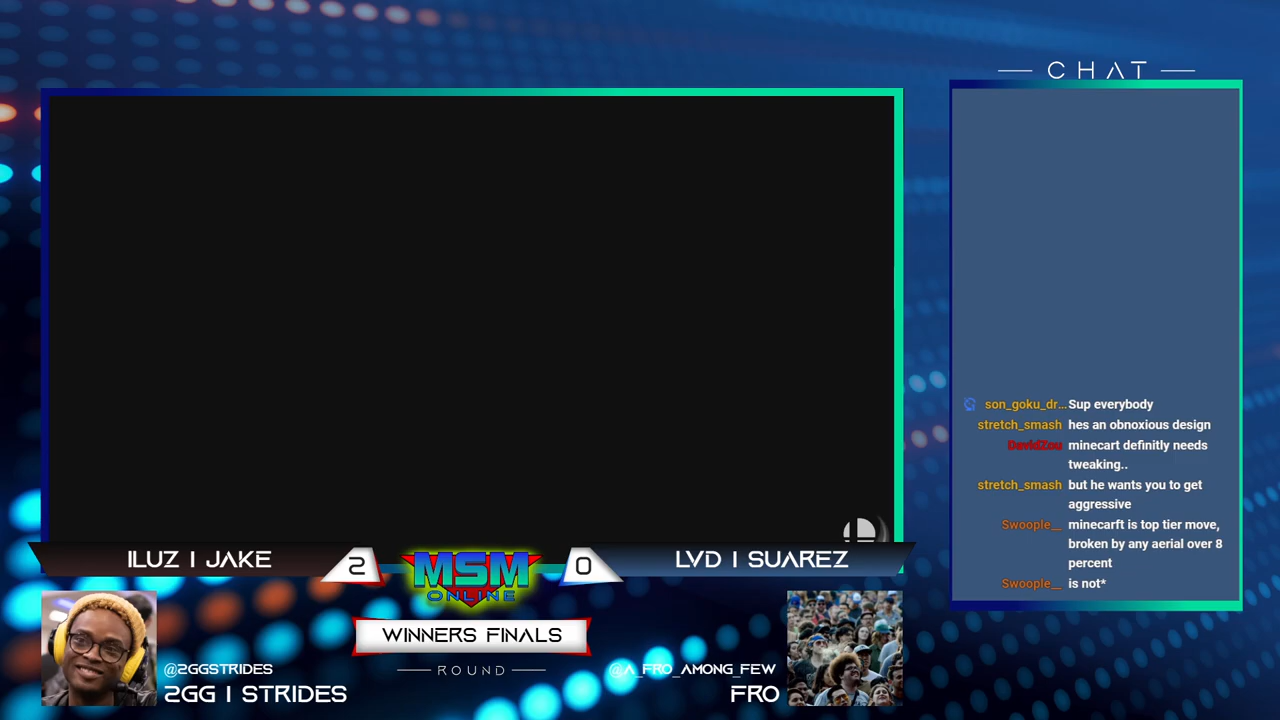 CHAT
son_goku_dr... Sup everybody
stretch_smash hes an obnoxious design
DavidZou minecart definitly needs
tweaking..
stretch_smash but he wants you to get
aggressive
Swoople__ minecarft is top tier move,
broken by any aerial over 8
percent
Swoople__ is not*
ILUZ | JAKE 2 MSM ONLINE 0 LVD | SUAREZ
WINNERS FINALS
ROUND
@2GGSTRIDES
2GG | STRIDES
@A_FRO_AMONG_FEW
FRO